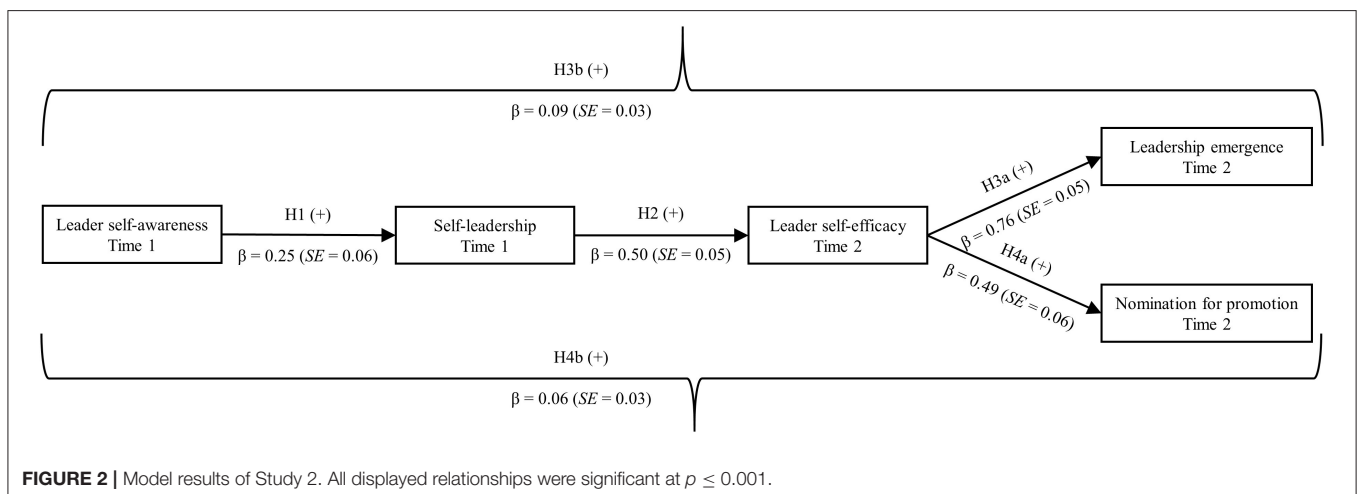 H3b (+)
β = 0.09 (SE = 0.03)
Leader self-awareness
Time 1
H1 (+)
β = 0.25 (SE = 0.06)
Self-leadership
Time 1
H2 (+)
β = 0.50 (SE = 0.05)
Leader self-efficacy
Time 2
H3a (+)
β = 0.76 (SE = 0.05)
H4a (+)
β = 0.49 (SE = 0.06)
Leadership emergence
Time 2
Nomination for promotion
Time 2
H4b (+)
β = 0.06 (SE = 0.03)
FIGURE 2 | Model results of Study 2. All displayed relationships were significant at p ≤ 0.001.